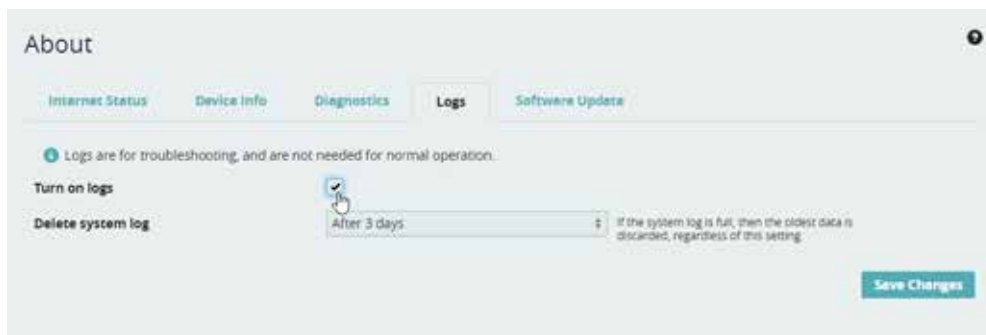 About
Internet Status Device Info Diagnostics Logs Software Update
Logs are for troubleshooting, and are not needed for normal operation.
Turn on logs
Delete system log After 3 days If the system log is full, then the oldest data is
discarded, regardless of this setting
Save Changes